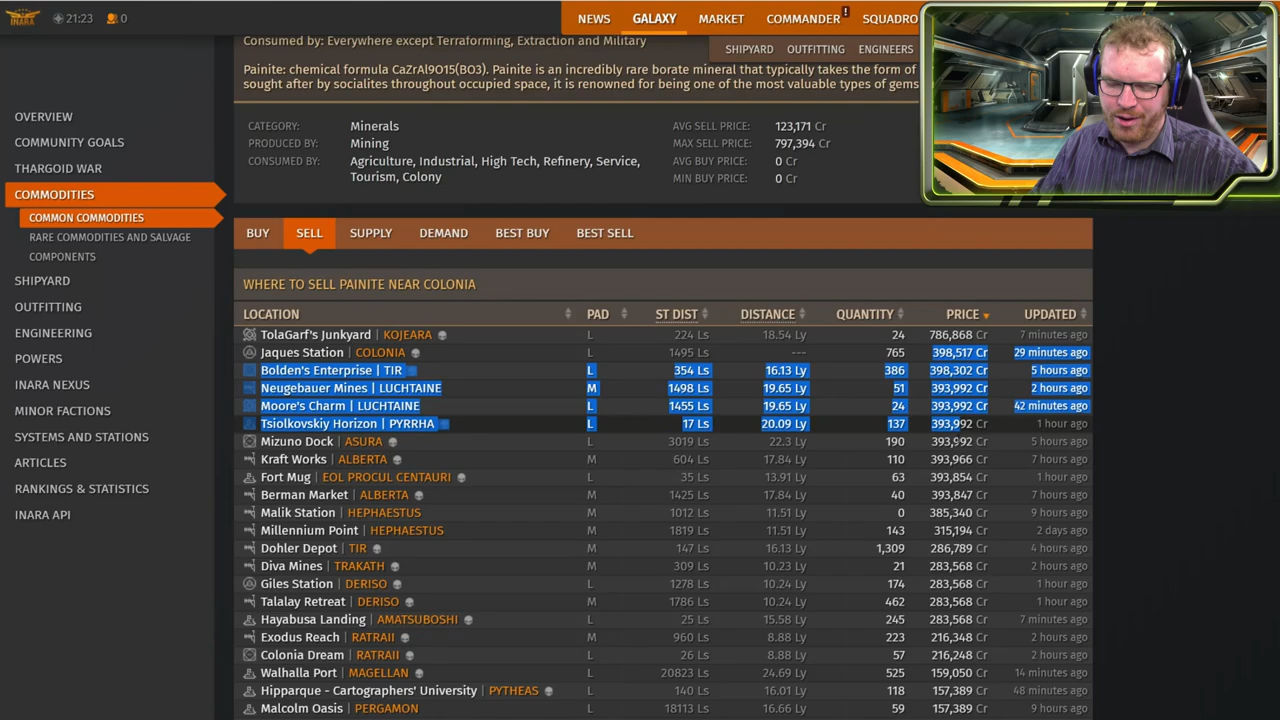 INARA
21:23
0
NEWS
GALAXY
MARKET
COMMANDER
!
SQUADRO
SHIPYARD
OUTFITTING
ENGINEERS
OVERVIEW
COMMUNITY GOALS
THARGOID WAR
COMMODITIES
COMMON COMMODITIES
RARE COMMODITIES AND SALVAGE
COMPONENTS
SHIPYARD
OUTFITTING
ENGINEERING
POWERS
INARA NEXUS
MINOR FACTIONS
SYSTEMS AND STATIONS
ARTICLES
RANKINGS & STATISTICS
INARA API
Consumed by: Everywhere except Terraforming, Extraction and Military
Painite: chemical formula CaZrAl9O15(BO3). Painite is an incredibly rare borate mineral that typically takes the form of
sought after by socialites throughout occupied space, it is renowned for being one of the most valuable types of gems
CATEGORY: Minerals
PRODUCED BY: Mining
CONSUMED BY: Agriculture, Industrial, High Tech, Refinery, Service,
Tourism, Colony
AVG SELL PRICE: 123,171 Cr
MAX SELL PRICE: 797,394 Cr
AVG BUY PRICE: 0 Cr
MIN BUY PRICE: 0 Cr
BUY SELL SUPPLY DEMAND BEST BUY BEST SELL
WHERE TO SELL PAINITE NEAR COLONIA
LOCATION PAD ST DIST DISTANCE QUANTITY PRICE UPDATED
TolaGarf's Junkyard | KOJEARA L 224 Ls 18.54 Ly 24 786,868 Cr 7 minutes ago
Jaques Station | COLONIA L 1495 Ls --- 765 398,517 Cr 29 minutes ago
Bolden's Enterprise | TIR L 354 Ls 16.13 Ly 386 398,302 Cr 5 hours ago
Neugebauer Mines | LUCHTAINE M 1498 Ls 19.65 Ly 51 393,992 Cr 2 hours ago
Moore's Charm | LUCHTAINE L 1455 Ls 19.65 Ly 24 393,992 Cr 42 minutes ago
Tsiolkovskiy Horizon | PYRRHA L 17 Ls 20.09 Ly 137 393,992 Cr 1 hour ago
Mizuno Dock | ASURA L 3019 Ls 22.3 Ly 190 393,992 Cr 5 hours ago
Kraft Works | ALBERTA M 604 Ls 17.84 Ly 110 393,966 Cr 7 hours ago
Fort Mug | EOL PROCUL CENTAURI L 35 Ls 13.91 Ly 63 393,854 Cr 1 hour ago
Berman Market | ALBERTA M 1425 Ls 17.84 Ly 40 393,847 Cr 7 hours ago
Malik Station | HEPHAESTUS M 1012 Ls 11.51 Ly 0 385,340 Cr 9 hours ago
Millennium Point | HEPHAESTUS M 1819 Ls 11.51 Ly 143 315,194 Cr 2 days ago
Dohler Depot | TIR M 147 Ls 16.13 Ly 1,309 286,789 Cr 4 hours ago
Diva Mines | TRAKATH M 309 Ls 10.23 Ly 21 283,568 Cr 2 hours ago
Giles Station | DERISO L 1278 Ls 10.24 Ly 174 283,568 Cr 1 hour ago
Talalay Retreat | DERISO M 1786 Ls 10.24 Ly 462 283,568 Cr 1 hour ago
Hayabusa Landing | AMATSUBOSHI L 25 Ls 15.58 Ly 245 283,568 Cr 7 minutes ago
Exodus Reach | RATRAII M 960 Ls 8.88 Ly 223 216,348 Cr 2 hours ago
Colonia Dream | RATRAII L 26 Ls 8.88 Ly 57 216,248 Cr 2 hours ago
Walhalla Port | MAGELLAN L 20823 Ls 24.69 Ly 525 159,050 Cr 14 minutes ago
Hipparque - Cartographers' University | PYTHEAS L 140 Ls 16.01 Ly 118 157,389 Cr 48 minutes ago
Malcolm Oasis | PERGAMON L 18113 Ls 16.66 Ly 59 157,389 Cr 9 hours ago